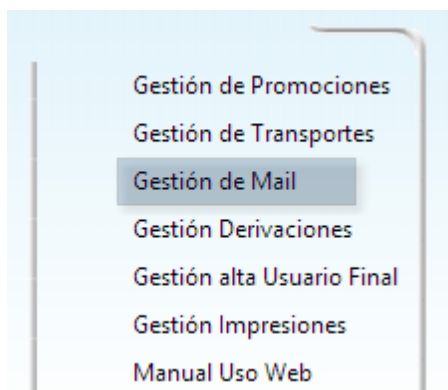 Gestión de Promociones
Gestión de Transportes
Gestión de Mail
Gestión Derivaciones
Gestión alta Usuario Final
Gestión Impresiones
Manual Uso Web